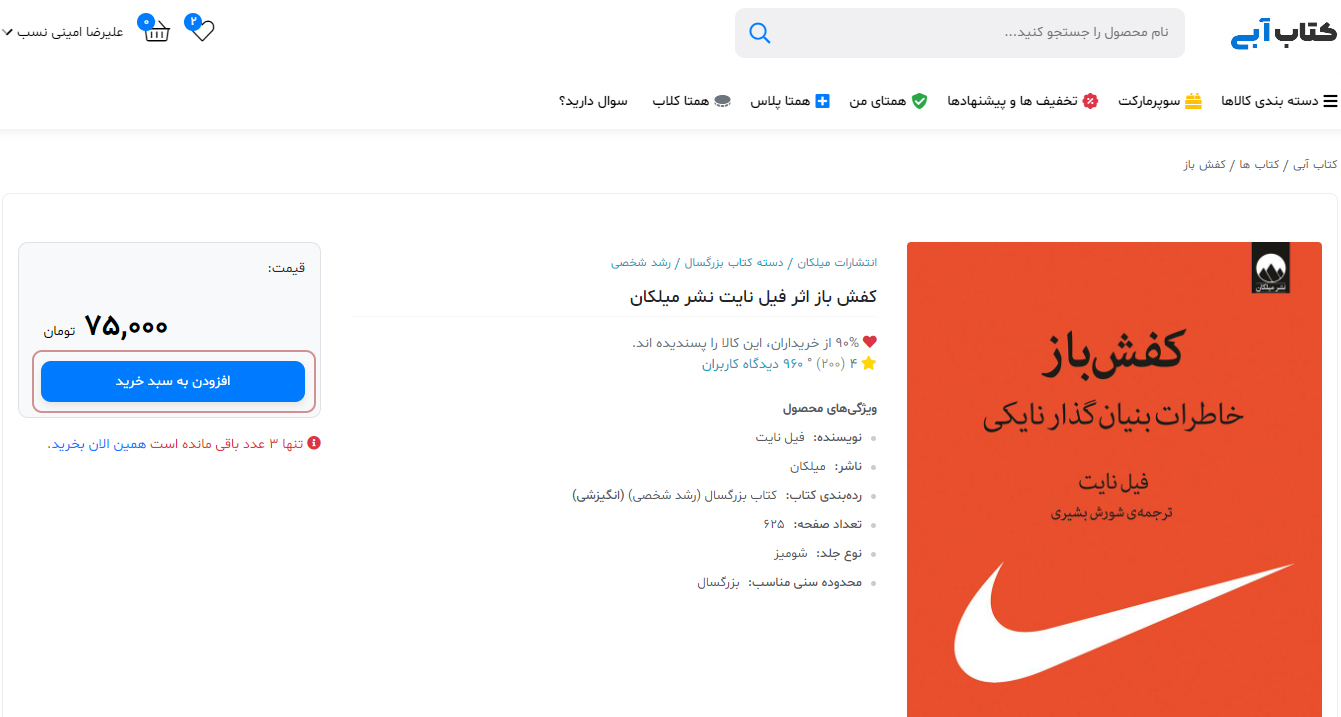 کتاب آبی
نام محصول را جستجو کنید...
۲
۰
علیرضا امینی نسب
دسته بندی کالاها
سوپرمارکت
تخفیف ها و پیشنهادها
همتای من
همتا پلاس
همتا کلاب
سوال دارید؟
کتاب آبی / کتاب ها / کفش باز
نشر میلکان
کفش‌باز
خاطرات بنیان‌گذار نایکی
فیل نایت
ترجمه‌ی شورش بشیری
انتشارات میلکان / دسته کتاب بزرگسال / رشد شخصی
کفش باز اثر فیل نایت نشر میلکان
۹۰% از خریداران، این کالا را پسندیده اند.
۴ (۲۰۰) ° ۹۶۰ دیدگاه کاربران
ویژگی‌های محصول
نویسنده: فیل نایت
ناشر: میلکان
رده‌بندی کتاب: کتاب بزرگسال (رشد شخصی) (انگیزشی)
تعداد صفحه: ۶۲۵
نوع جلد: شومیز
محدوده سنی مناسب: بزرگسال
قیمت:
۷۵,۰۰۰ تومان
افزودن به سبد خرید
تنها ۳ عدد باقی مانده است همین الان بخرید.